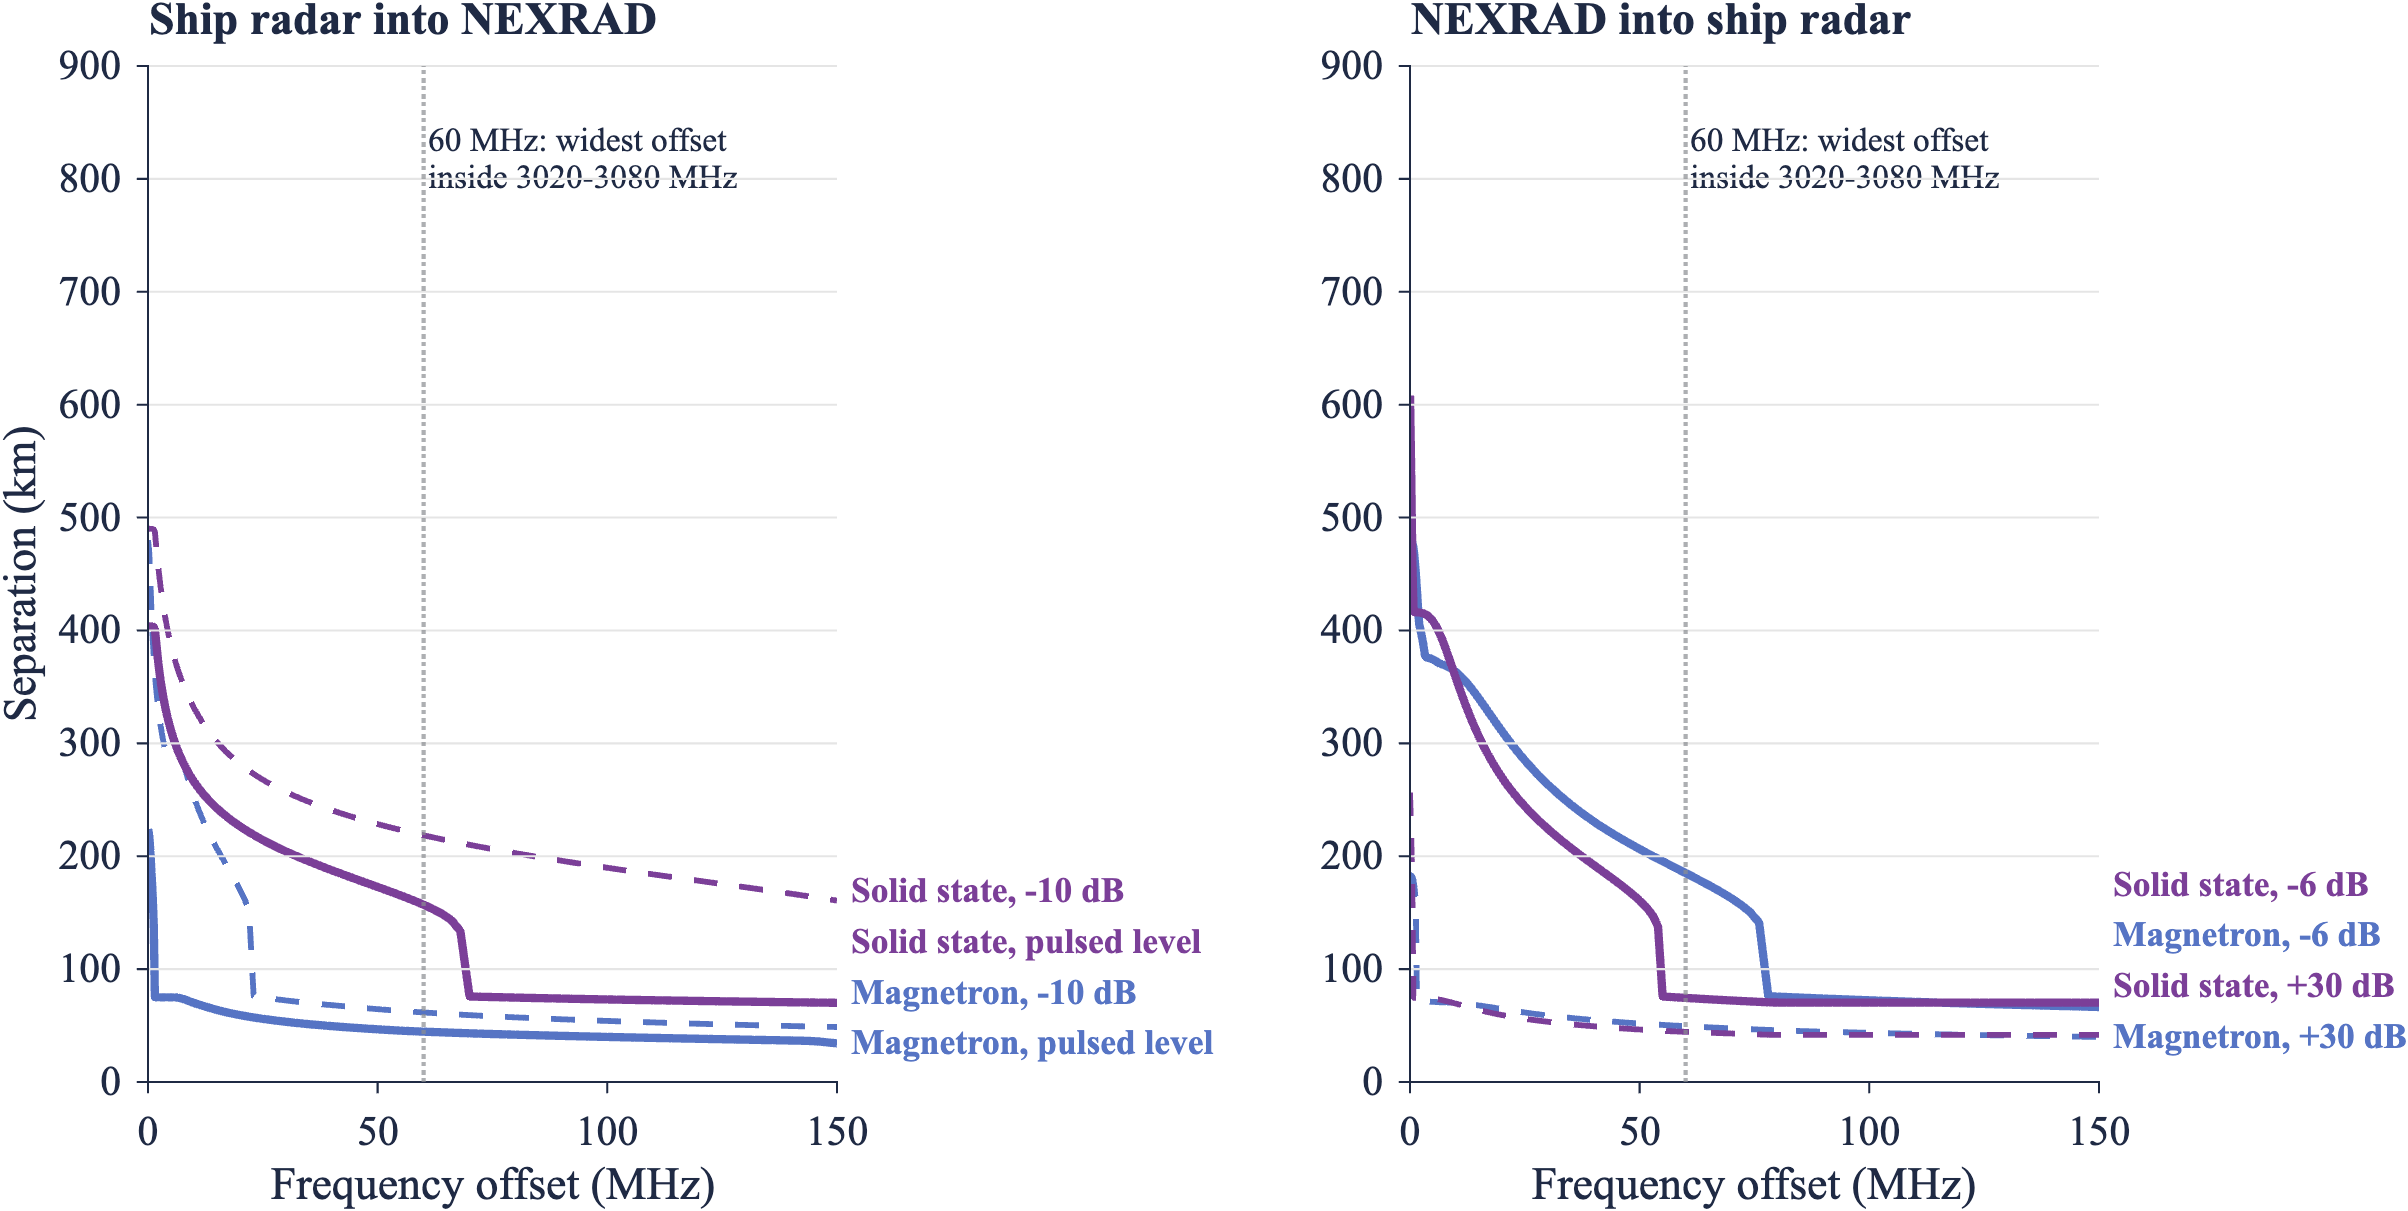 Ship radar into NEXRAD
Separation (km)
900
800
700
600
500
400
300
200
100
0
60 MHz: widest offset
inside 3020-3080 MHz
Solid state, -10 dB
Solid state, pulsed level
Magnetron, -10 dB
Magnetron, pulsed level
0 50 100 150
Frequency offset (MHz)
NEXRAD into ship radar
900
800
700
600
500
400
300
200
100
0
60 MHz: widest offset
inside 3020-3080 MHz
Solid state, -6 dB
Magnetron, -6 dB
Solid state, +30 dB
Magnetron, +30 dB
0 50 100 150
Frequency offset (MHz)